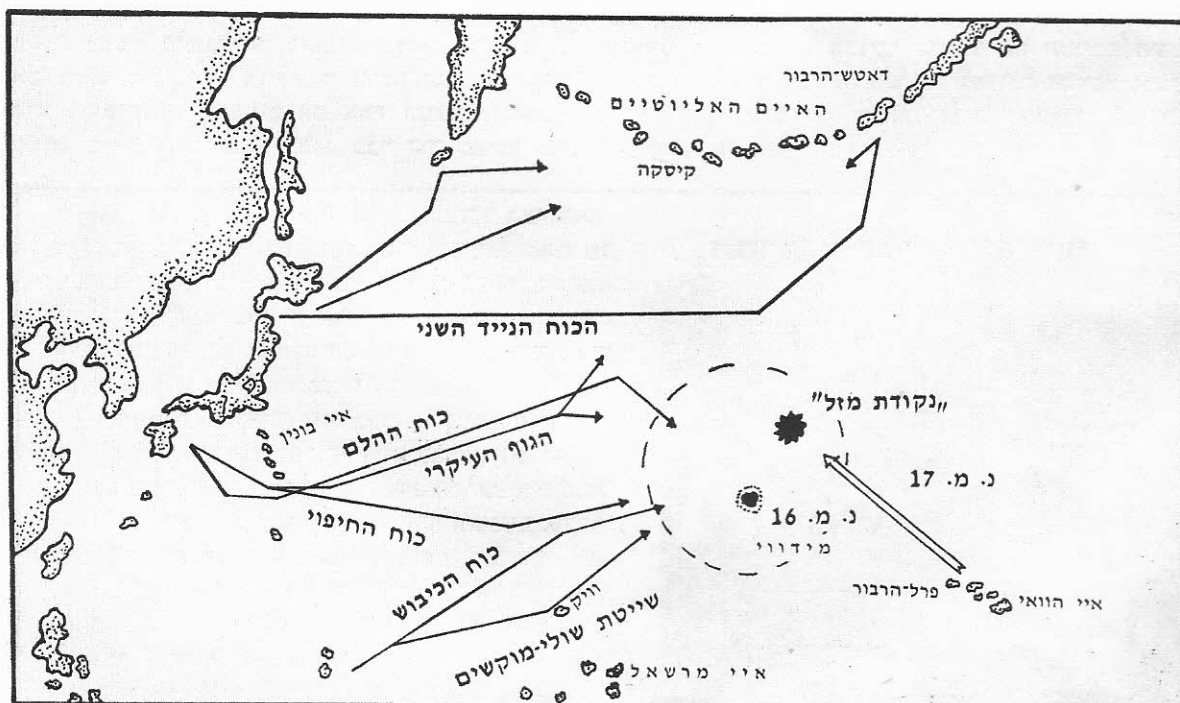 דאטש־הרבור
האיים האליוטיים
קיסקה
הכוח הנייד השני
איי בונין
כוח ההלם
הגוף העיקרי
„נקודת מזל”
נ. מ. 17
נ. מ. 16
מידווי
כוח החיפוי
כוח הכיבוש
וויק
שייטת שולי-מוקשים
איי מרשאל
פרל־הרבור
איי הוואי